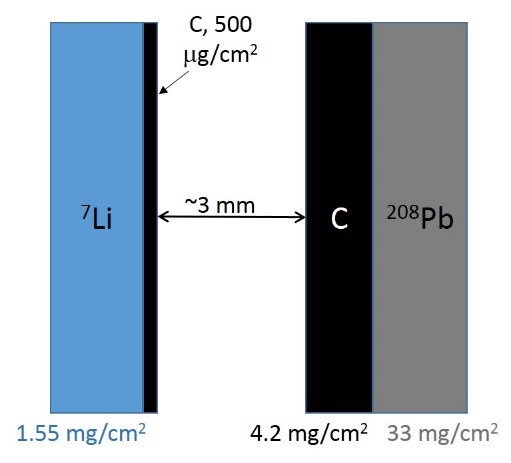 C, 500
μg/cm²
~3 mm
⁷Li
C
²⁰⁸Pb
1.55 mg/cm²
4.2 mg/cm²
33 mg/cm²